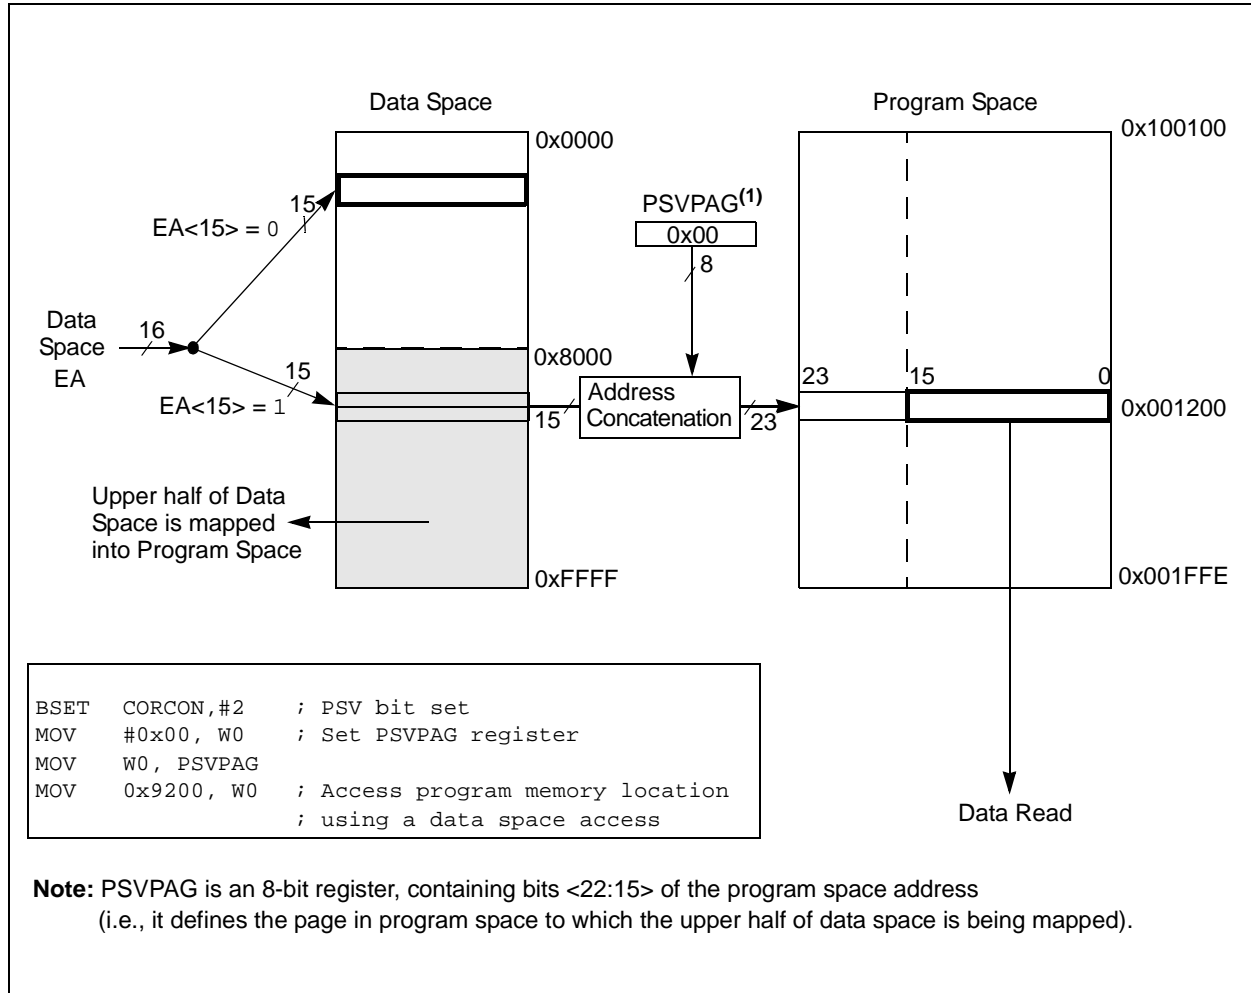 Data Space
Program Space
0x0000
0x100100
15
PSVPAG(1)
EA<15> = 0
0x00
8
Data
Space
EA
16
0x8000
15
23
15
0
EA<15> = 1
Address
Concatenation
15
23
0x001200
Upper half of Data
Space is mapped
into Program Space
0xFFFF
0x001FFE
BSET CORCON,#2 ; PSV bit set
MOV #0x00, W0 ; Set PSVPAG register
MOV W0, PSVPAG
MOV 0x9200, W0 ; Access program memory location
; using a data space access
Data Read
Note: PSVPAG is an 8-bit register, containing bits <22:15> of the program space address
(i.e., it defines the page in program space to which the upper half of data space is being mapped).